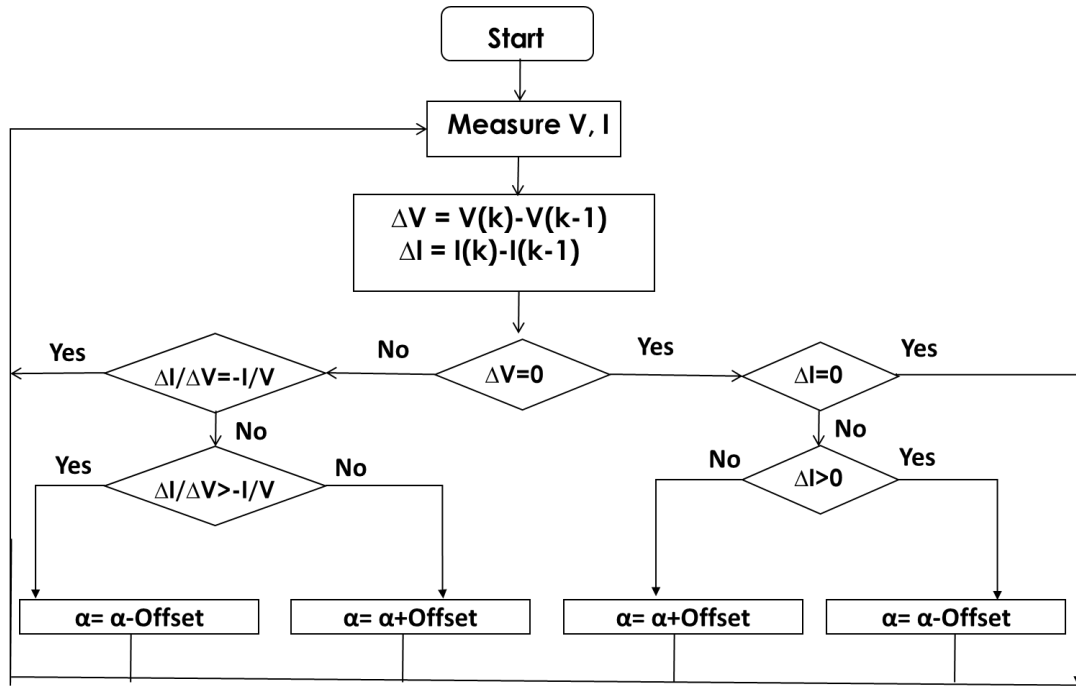 Start
Measure V, I
∆V = V(k)-V(k-1)
∆I = I(k)-I(k-1)
Yes
∆I/∆V=-I/V
No
∆V=0
Yes
∆I=0
Yes
No
No
Yes
∆I/∆V>-I/V
No
No
∆I>0
Yes
α= α-Offset
α= α+Offset
α= α+Offset
α= α-Offset